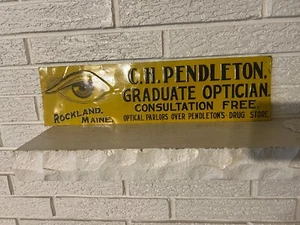 C.H. PENDLETON.
GRADUATE OPTICIAN.
CONSULTATION FREE.
ROCKLAND.
MAINE.
OPTICAL PARLORS OVER PENDLETON'S DRUG STORE